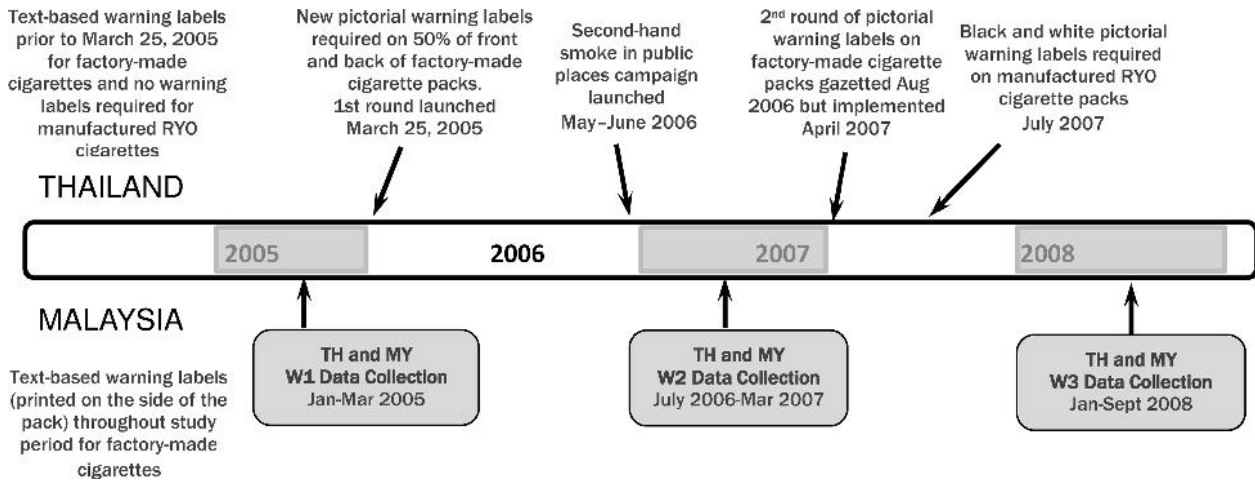 Text-based warning labels
prior to March 25, 2005
for factory-made
cigarettes and no warning
labels required for
manufactured RYO
cigarettes
New pictorial warning labels
required on 50% of front
and back of factory-made
cigarette packs.
1st round launched
March 25, 2005
Second-hand
smoke in public
places campaign
launched
May–June 2006
2nd round of pictorial
warning labels on
factory-made cigarette
packs gazetted Aug
2006 but implemented
April 2007
Black and white pictorial
warning labels required
on manufactured RYO
cigarette packs
July 2007
THAILAND
2005
2006
2007
2008
MALAYSIA
Text-based warning labels
(printed on the side of the
pack) throughout study
period for factory-made
cigarettes
TH and MY
W1 Data Collection
Jan-Mar 2005
TH and MY
W2 Data Collection
July 2006-Mar 2007
TH and MY
W3 Data Collection
Jan-Sept 2008